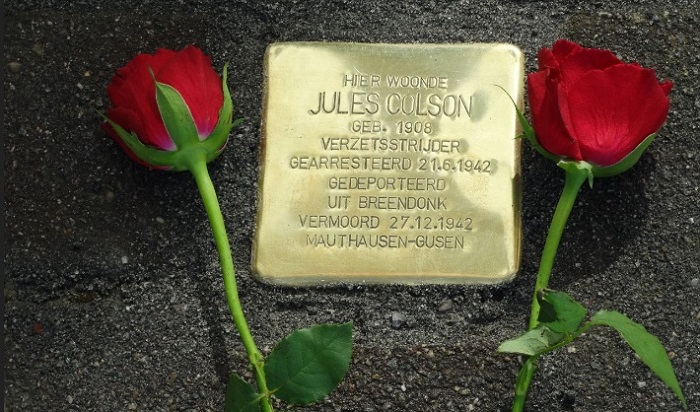 HIER WOONDE
JULES COLSON
GEB. 1908
VERZETSSTRIJDER
GEARRESTEERD 21.6.1942
GEDEPORTEERD
UIT BREENDONK
VERMOORD 27.12.1942
MAUTHAUSEN-GUSEN